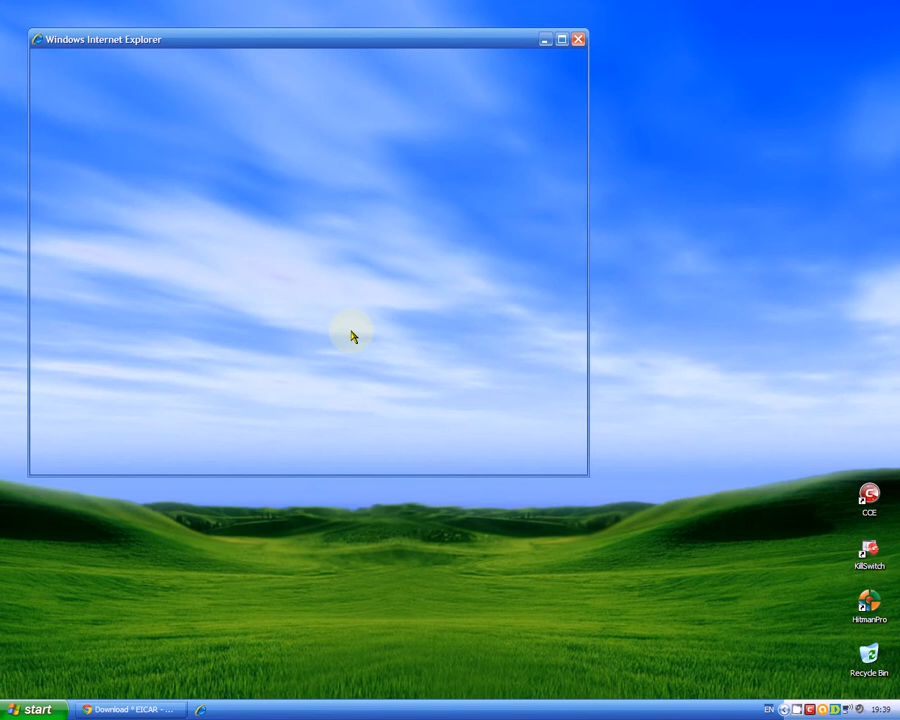 Windows Internet Explorer
CCE
KillSwitch
HitmanPro
Recycle Bin
start
Download * EICAR - ...
EN
19:39